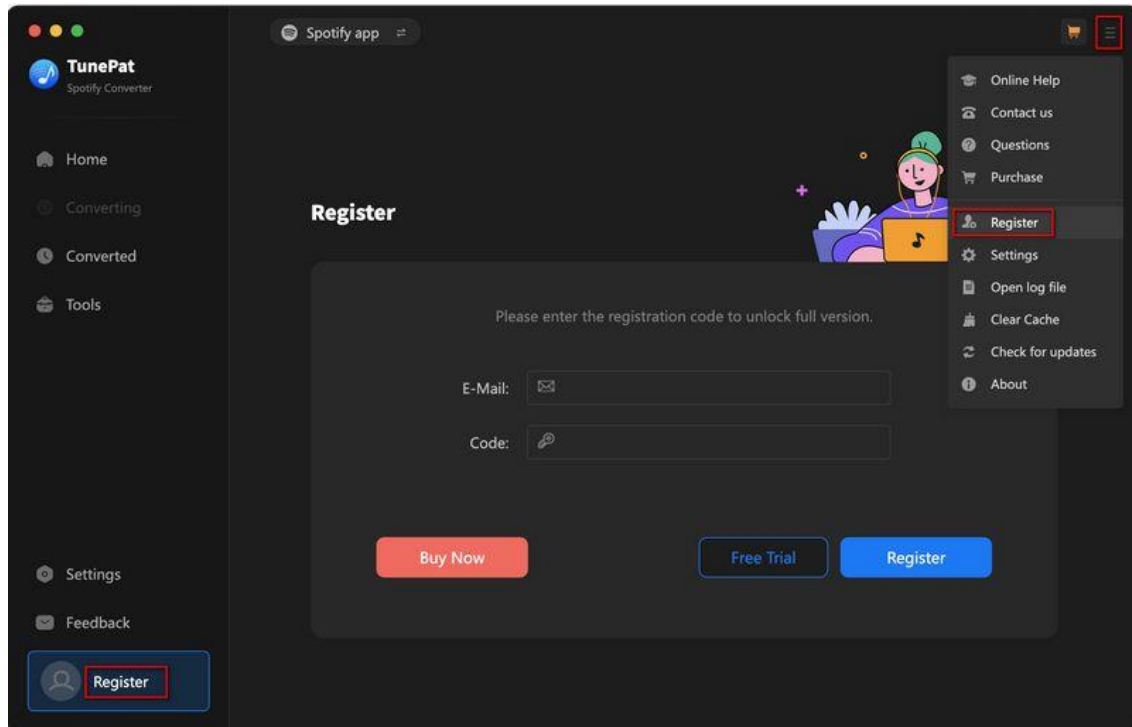 TunePat
Spotify Converter
Home
Converting
Converted
Tools
Settings
Feedback
Register
Spotify app
Register
Please enter the registration code to unlock full version.
E-Mail:
Code:
Buy Now
Free Trial
Register
Online Help
Contact us
Questions
Purchase
Register
Settings
Open log file
Clear Cache
Check for updates
About